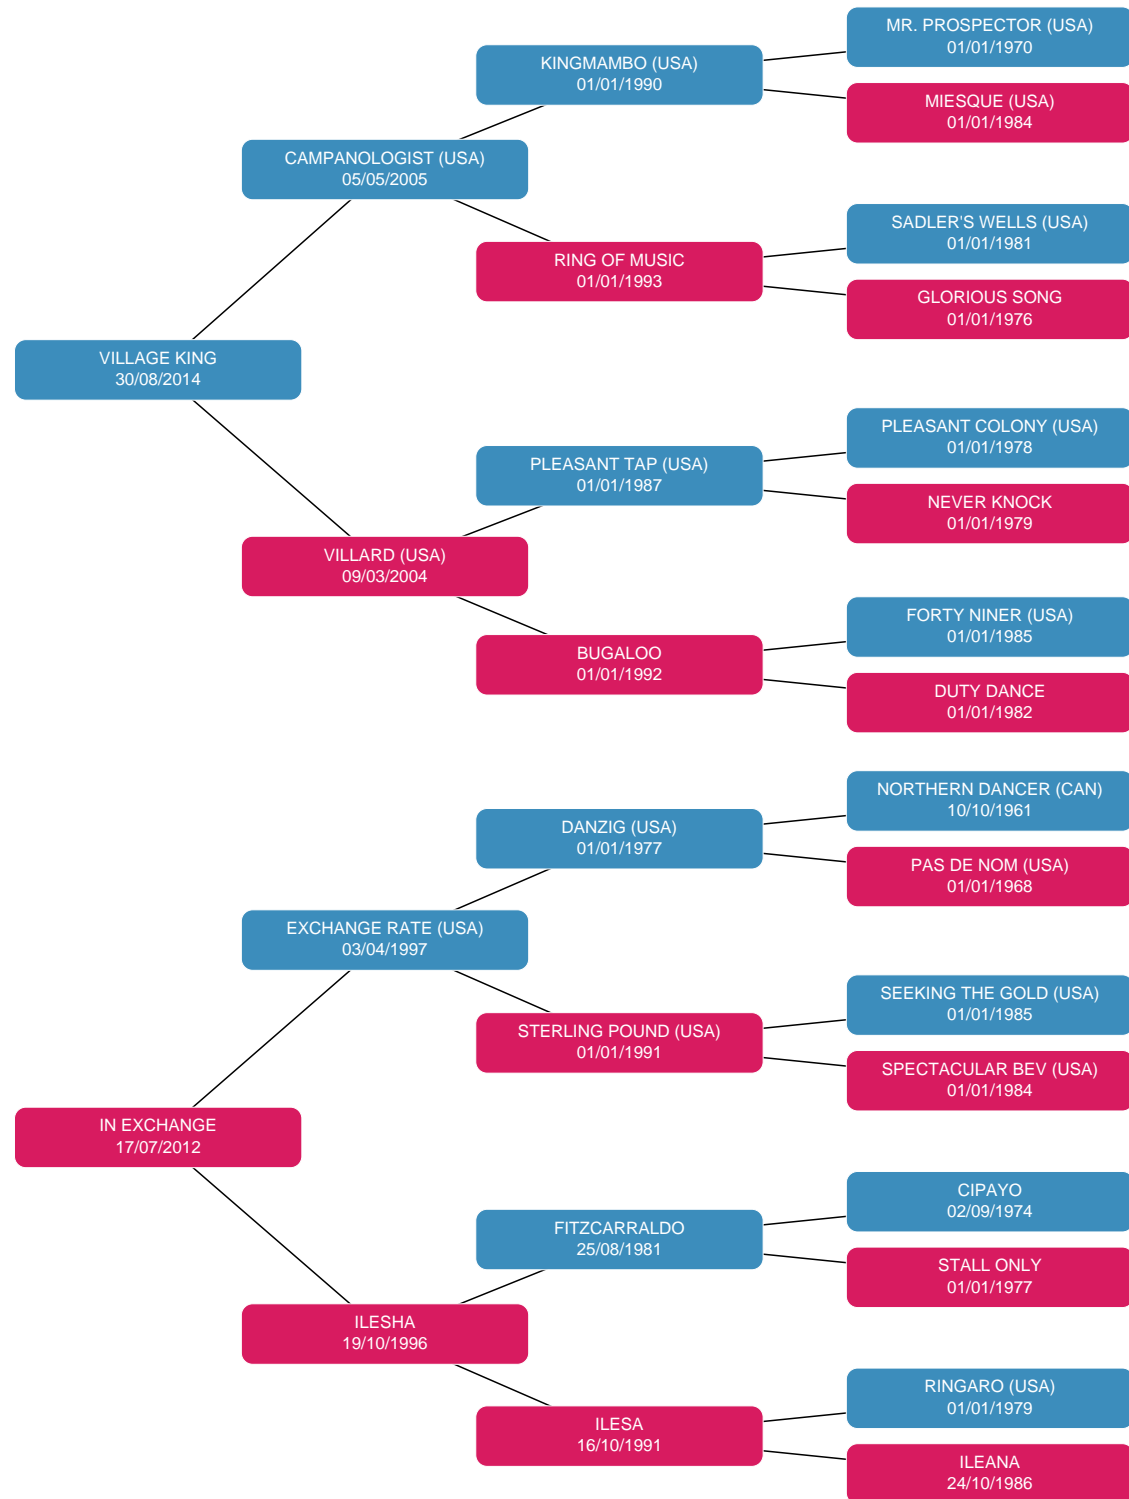 MR. PROSPECTOR (USA)
01/01/1970
KINGMAMBO (USA)
01/01/1990
MIESQUE (USA)
01/01/1984
CAMPANOLOGIST (USA)
05/05/2005
SADLER'S WELLS (USA)
01/01/1981
RING OF MUSIC
01/01/1993
GLORIOUS SONG
01/01/1976
VILLAGE KING
30/08/2014
PLEASANT COLONY (USA)
01/01/1978
PLEASANT TAP (USA)
01/01/1987
NEVER KNOCK
01/01/1979
VILLARD (USA)
09/03/2004
FORTY NINER (USA)
01/01/1985
BUGALOO
01/01/1992
DUTY DANCE
01/01/1982
NORTHERN DANCER (CAN)
10/10/1961
DANZIG (USA)
01/01/1977
PAS DE NOM (USA)
01/01/1968
EXCHANGE RATE (USA)
03/04/1997
SEEKING THE GOLD (USA)
01/01/1985
STERLING POUND (USA)
01/01/1991
SPECTACULAR BEV (USA)
01/01/1984
IN EXCHANGE
17/07/2012
CIPAYO
02/09/1974
FITZCARRALDO
25/08/1981
STALL ONLY
01/01/1977
ILESHA
19/10/1996
RINGARO (USA)
01/01/1979
ILESA
16/10/1991
ILEANA
24/10/1986